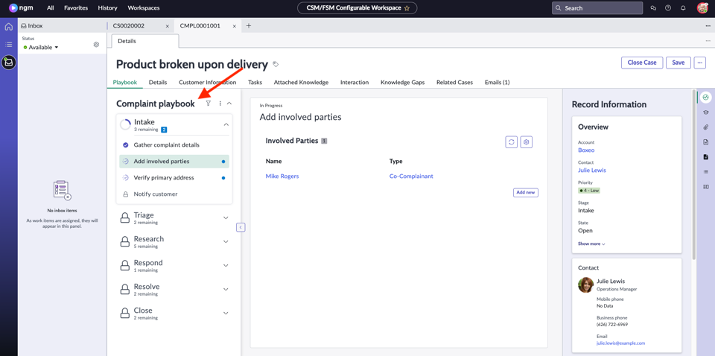 ngm All Favorites History Workspaces CSM/FSM Configurable Workspace Search
Inbox CS0020002 CMPL0001001
Status
Available
Details
Product broken upon delivery
Close Case Save
Playbook Details Customer Information Tasks Attached Knowledge Interaction Knowledge Gaps Related Cases Emails (1)
Complaint playbook
Intake
3 remaining 2
Gather complaint details
Add involved parties
Verify primary address
Notify customer
Triage
2 remaining
Research
5 remaining
Respond
2 remaining
Resolve
2 remaining
Close
2 remaining
No inbox items
As work items are assigned, they will
appear in this panel.
In Progress
Add involved parties
Involved Parties 1
Name Type
Mike Rogers Co-Complainant
Add new
Record Information
Overview
Account
Boxeo
Contact
Julie Lewis
Priority
4 - Low
Stage
Intake
State
Open
Show more
Contact
Julie Lewis
Operations Manager
Mobile phone
No Data
Business phone
(626) 722-6969
Email
julie.lewis@example.com